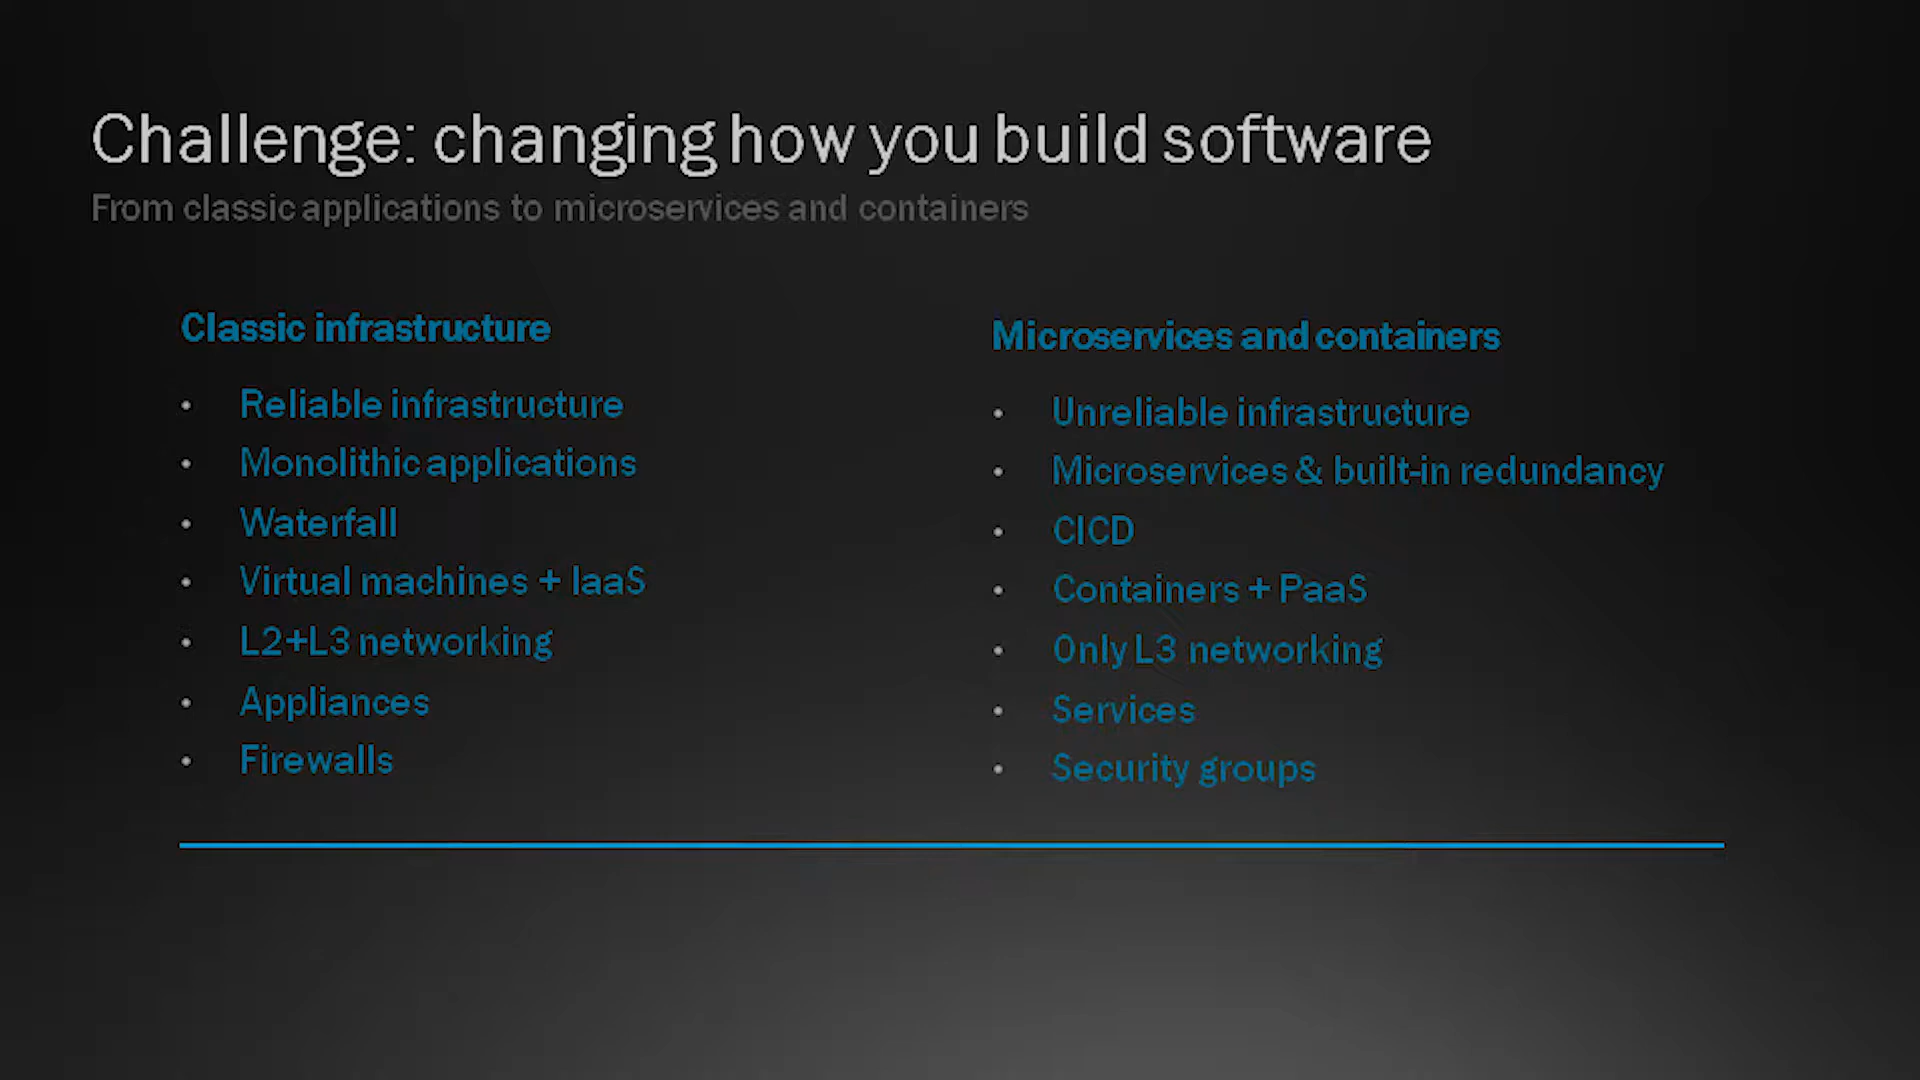 Challenge: changing how you build software
From classic applications to microservices and containers
Classic infrastructure
• Reliable infrastructure
• Monolithic applications
• Waterfall
• Virtual machines + IaaS
• L2+L3 networking
• Appliances
• Firewalls
Microservices and containers
• Unreliable infrastructure
• Microservices & built-in redundancy
• CICD
• Containers + PaaS
• Only L3 networking
• Services
• Security groups